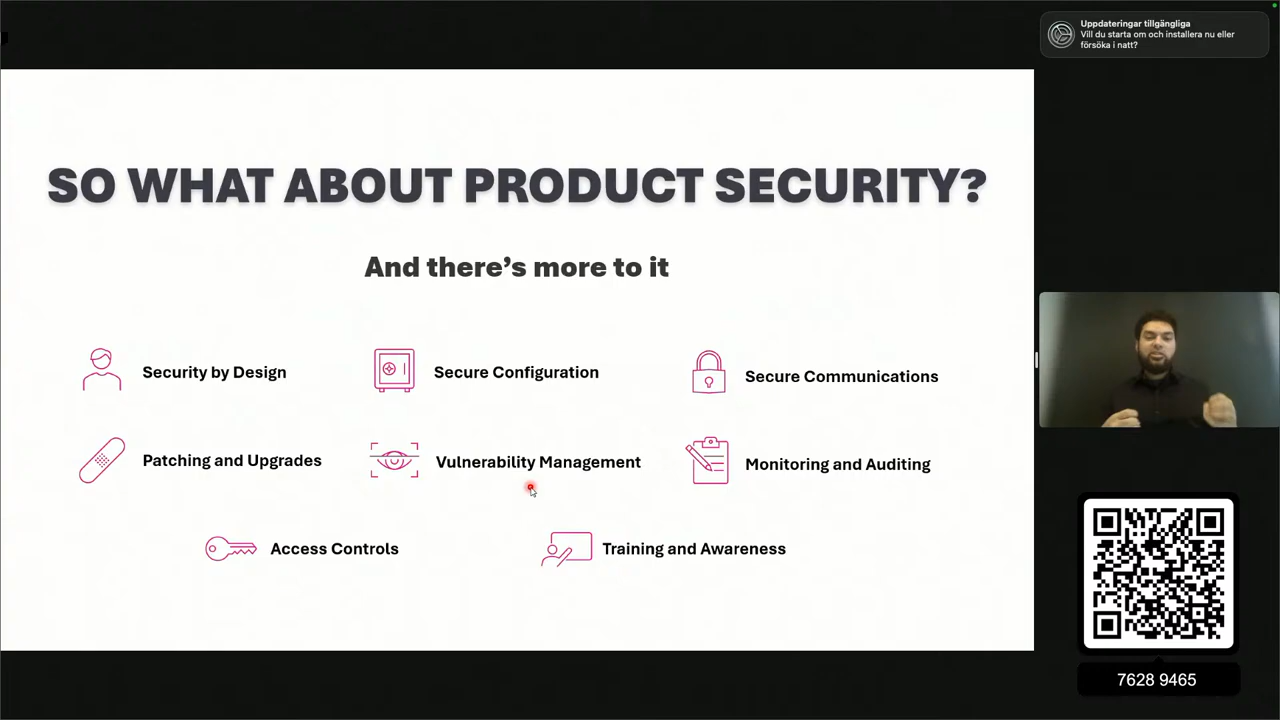 Uppdateringar tillgängliga
Vill du starta om och installera nu eller
försöka i natt?
SO WHAT ABOUT PRODUCT SECURITY?
And there’s more to it
Security by Design
Secure Configuration
Secure Communications
Patching and Upgrades
Vulnerability Management
Monitoring and Auditing
Access Controls
Training and Awareness
7628 9465